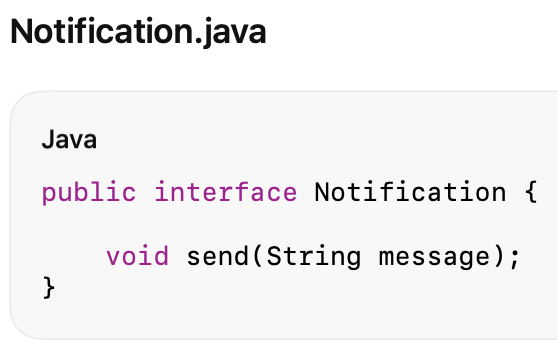 Notification.java
Java
public interface Notification {
    void send(String message);
}